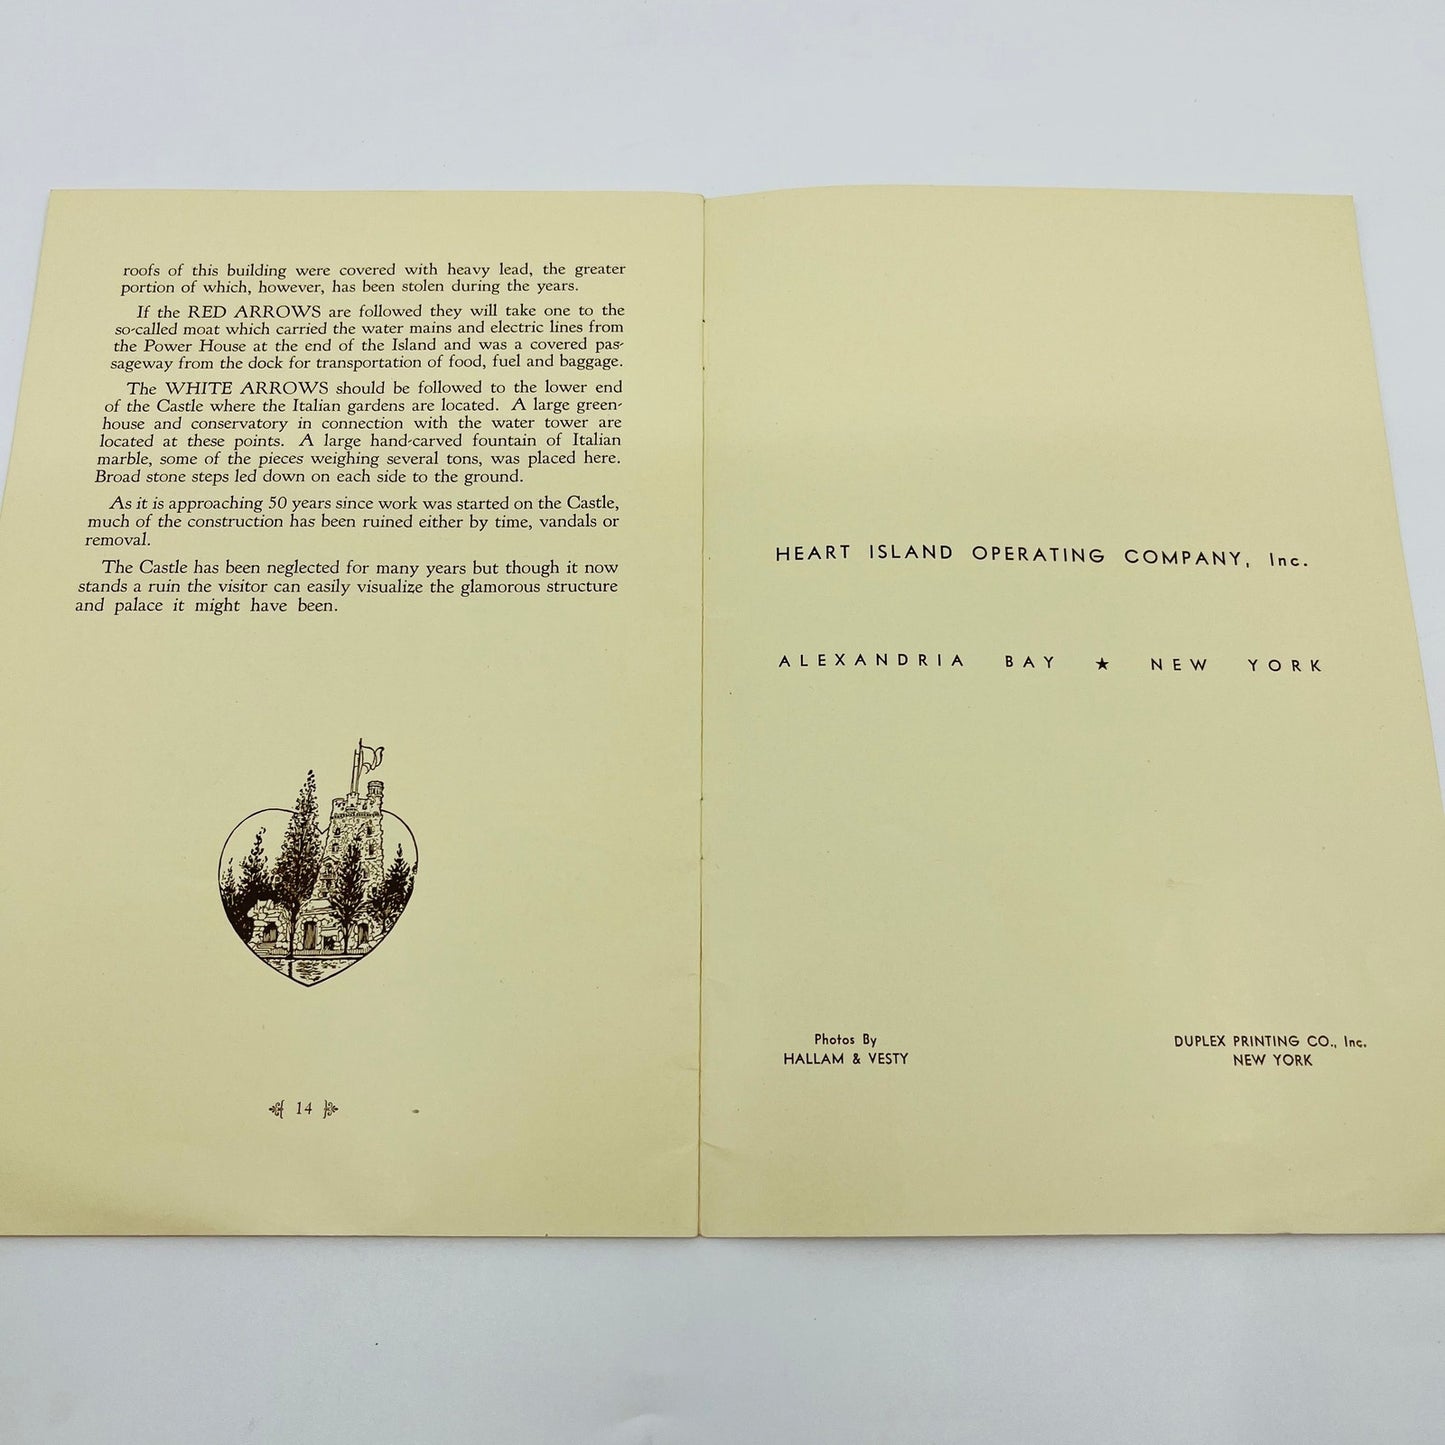 roofs of this building were covered with heavy lead, the greater
portion of which, however, has been stolen during the years.
If the RED ARROWS are followed they will take one to the
so-called moat which carried the water mains and electric lines from
the Power House at the end of the Island and was a covered pas-
sageway from the dock for transportation of food, fuel and baggage.
The WHITE ARROWS should be followed to the lower end
of the Castle where the Italian gardens are located. A large green-
house and conservatory in connection with the water tower are
located at these points. A large hand-carved fountain of Italian
marble, some of the pieces weighing several tons, was placed here.
Broad stone steps led down on each side to the ground.
As it is approaching 50 years since work was started on the Castle,
much of the construction has been ruined either by time, vandals or
removal.
The Castle has been neglected for many years but though it now
stands a ruin the visitor can easily visualize the glamorous structure
and palace it might have been.
14
HEART ISLAND OPERATING COMPANY, Inc.
ALEXANDRIA BAY ★ NEW YORK
Photos By
HALLAM & VESTY
DUPLEX PRINTING CO., Inc.
NEW YORK